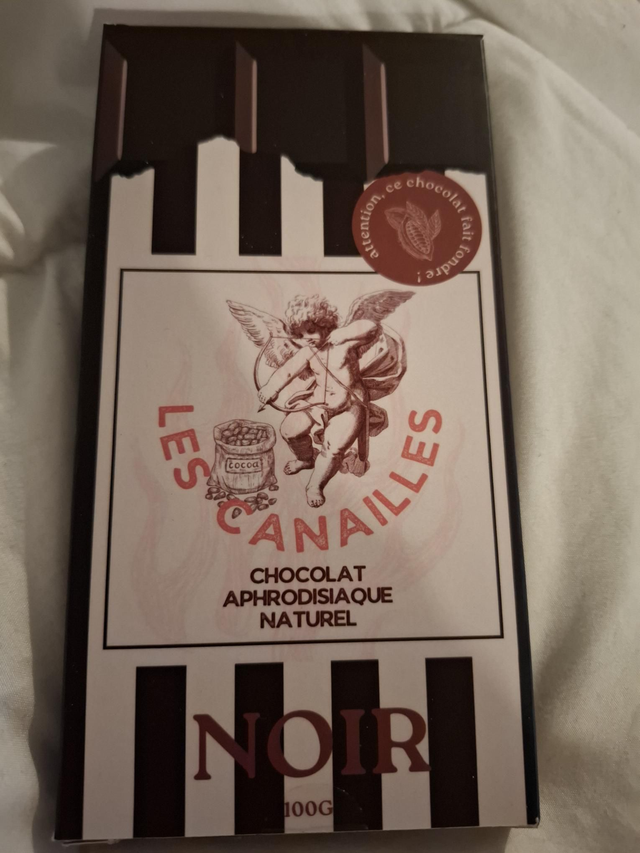 attention, ce chocolat fait fondre !
LES CANAILLES
cocoa
CHOCOLAT
APHRODISIAQUE
NATUREL
NOIR
100G